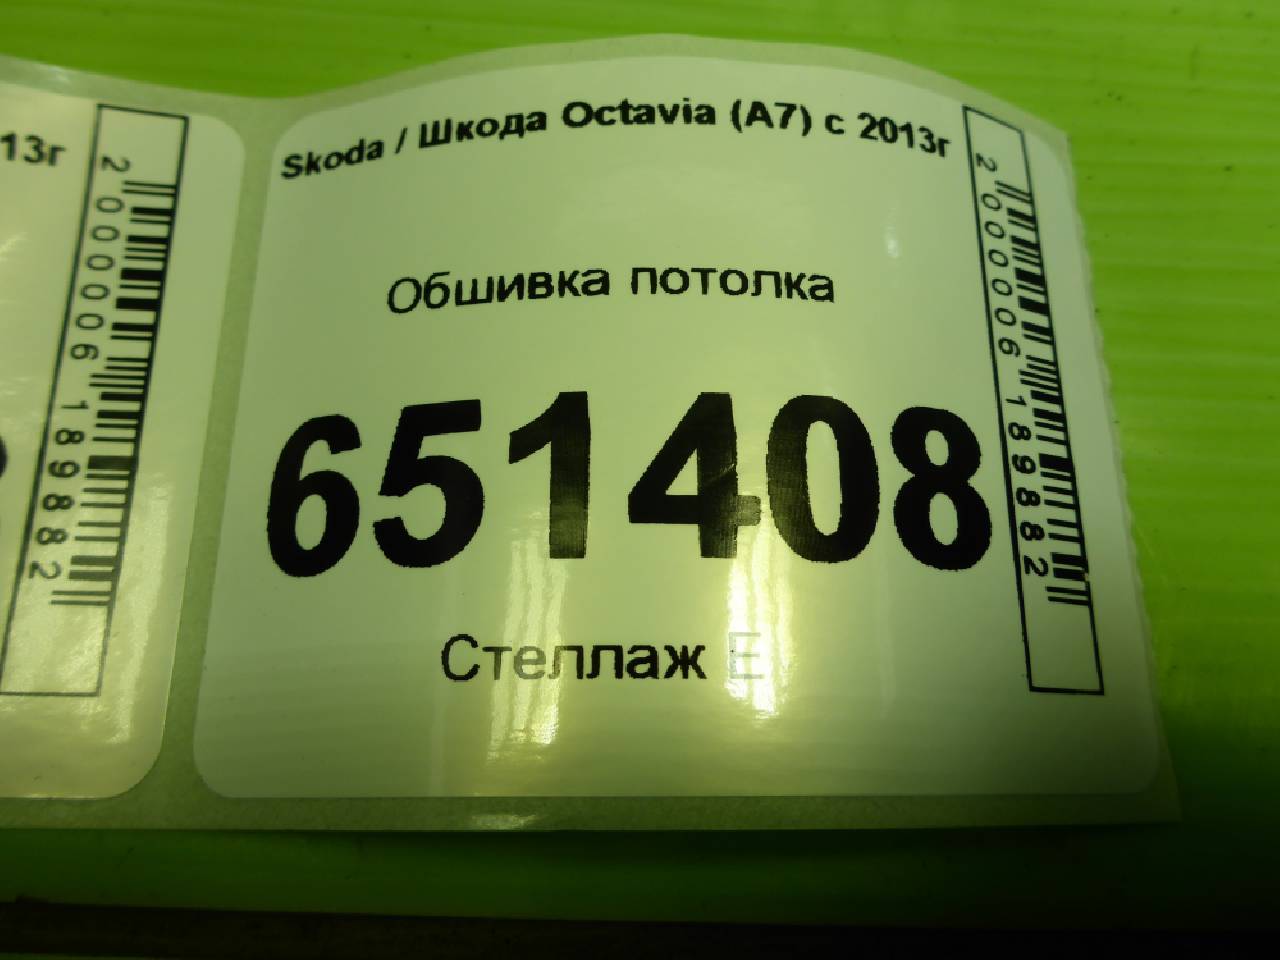 Skoda / Шкода Octavia (A7) с 2013г
Обшивка потолка
651408
Стеллаж E
2000006189882
13г
2000006189882